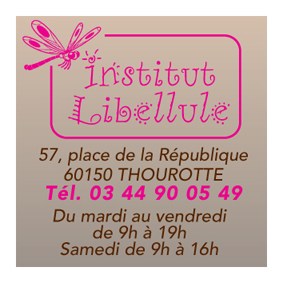 Institut
Libellule
57, place de la République
60150 THOUROTTE
Tél. 03 44 90 05 49
Du mardi au vendredi
de 9h à 19h
Samedi de 9h à 16h